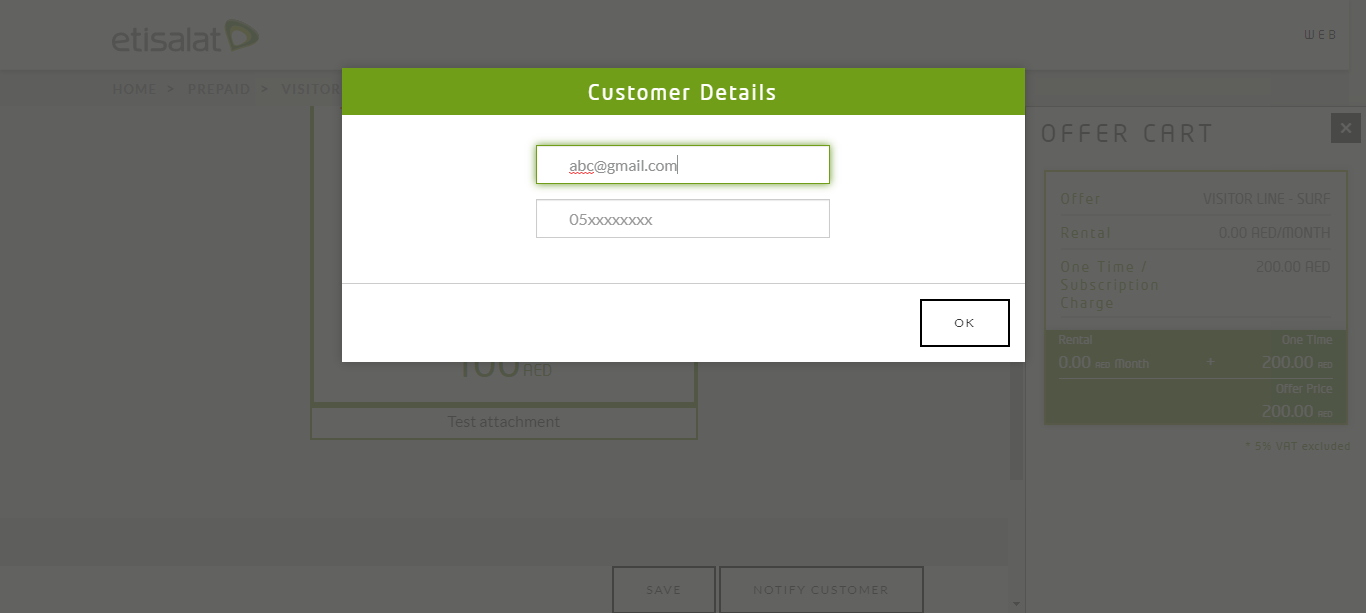 etisalat
WEB
HOME > PREPAID > VISITOR
Customer Details
abc@gmail.com
05xxxxxxxx
OK
100 AED
Test attachment
SAVE
NOTIFY CUSTOMER
OFFER CART
Offer VISITOR LINE - SURF
Rental 0.00 AED/MONTH
One Time / 200.00 AED
Subscription
Charge
Rental One Time
0.00 AED Month + 200.00 AED
Offer Price
200.00 AED
* 5% VAT excluded